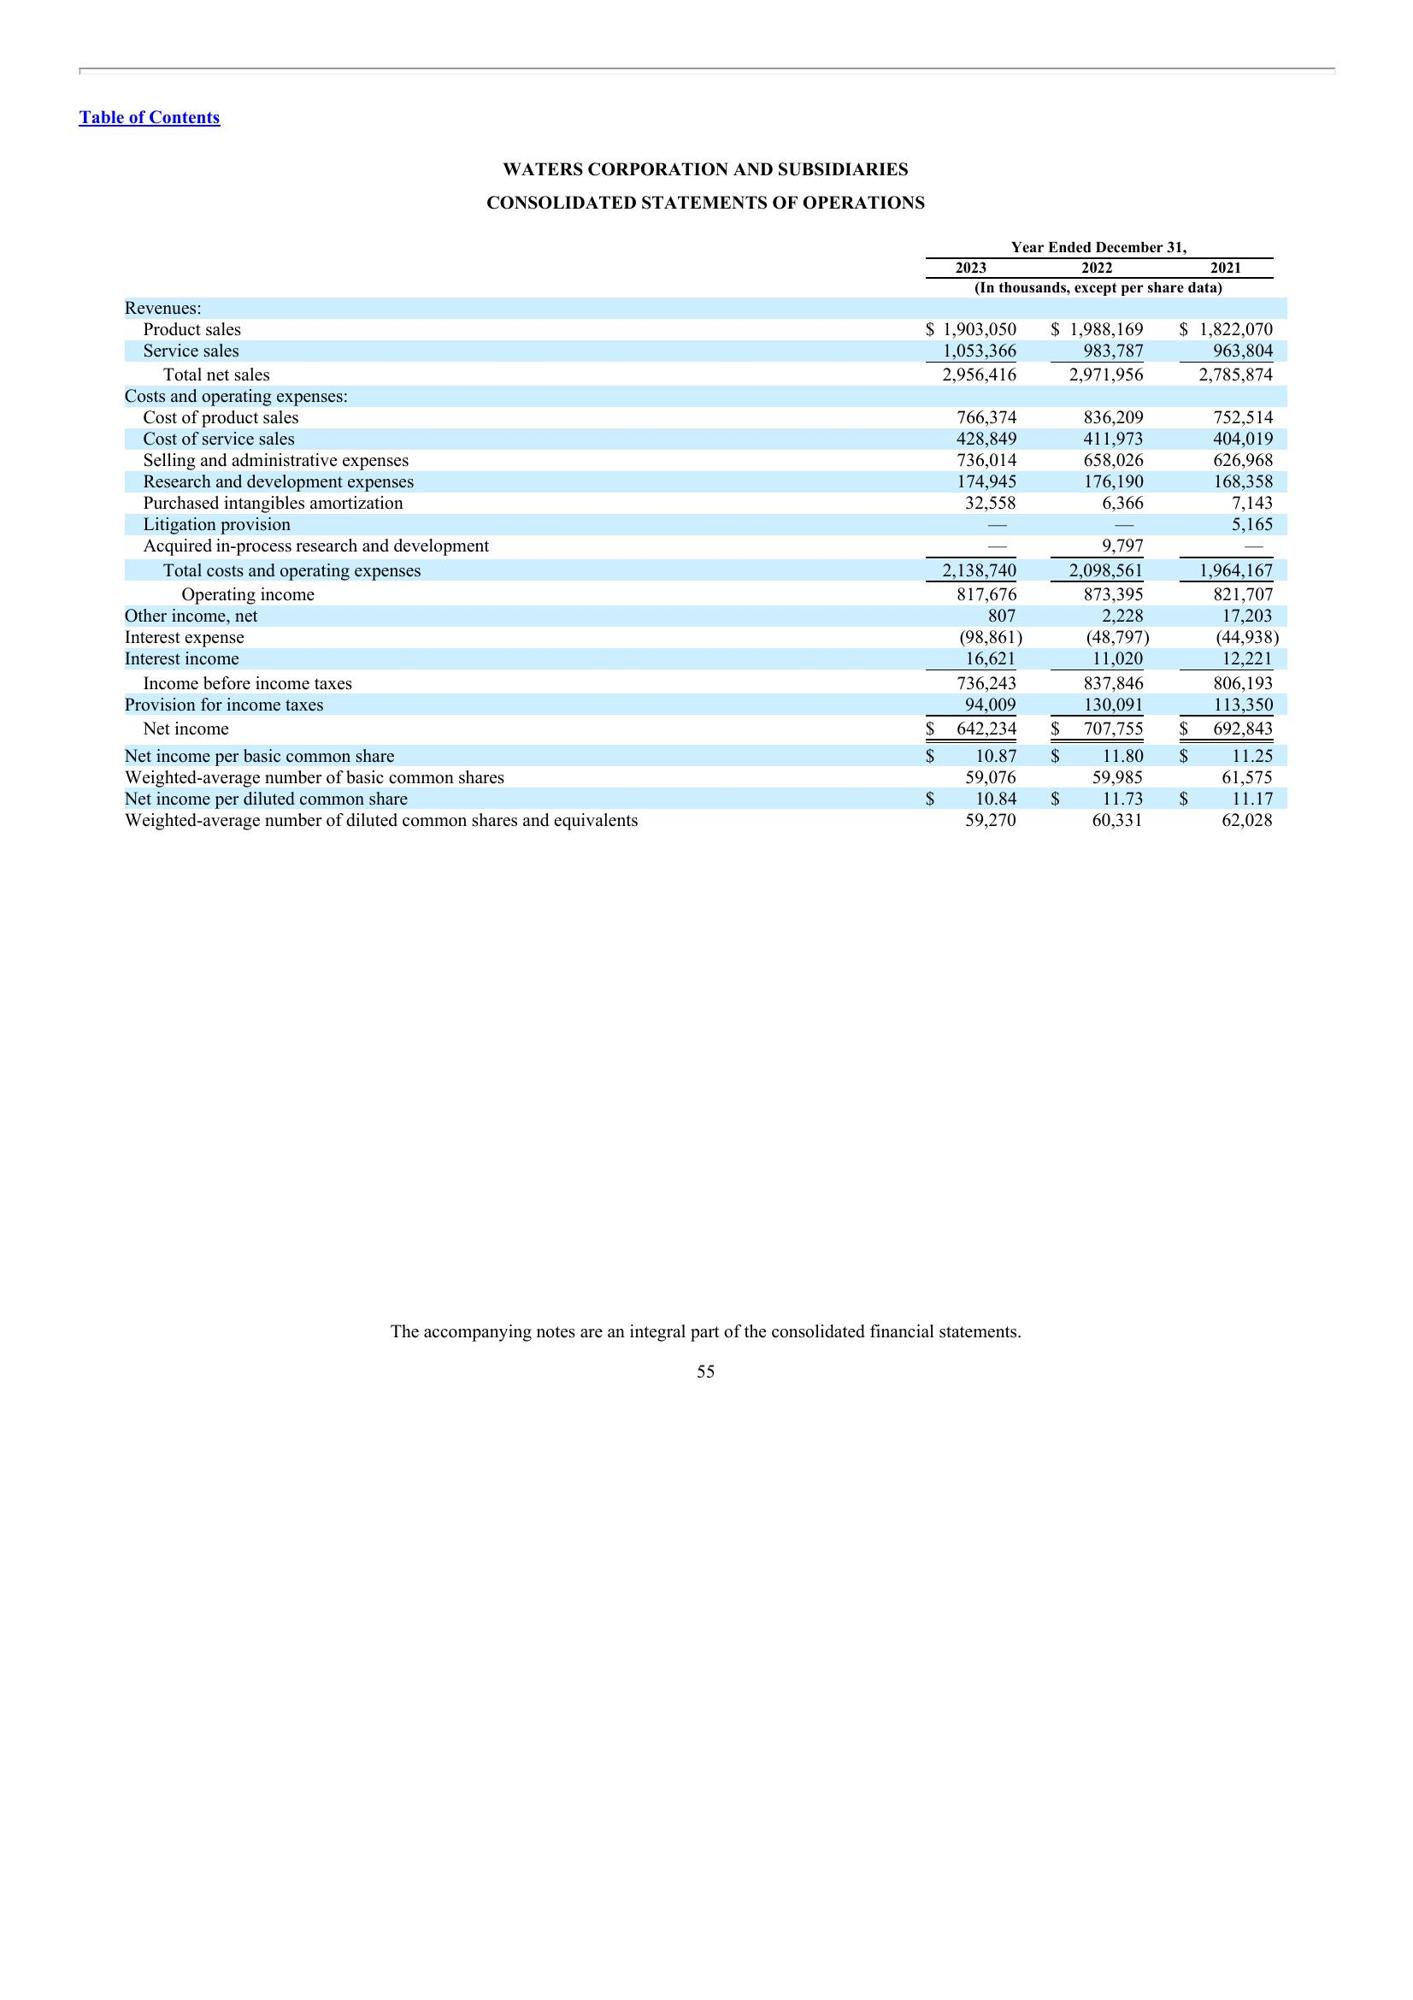 Table of Contents
WATERS CORPORATION AND SUBSIDIARIES
CONSOLIDATED STATEMENTS OF OPERATIONS
Year Ended December 31,
2023 2022 2021
(In thousands, except per share data)
Revenues:
Product sales $ 1,903,050 $ 1,988,169 $ 1,822,070
Service sales 1,053,366 983,787 963,804
Total net sales 2,956,416 2,971,956 2,785,874
Costs and operating expenses:
Cost of product sales 766,374 836,209 752,514
Cost of service sales 428,849 411,973 404,019
Selling and administrative expenses 736,014 658,026 626,968
Research and development expenses 174,945 176,190 168,358
Purchased intangibles amortization 32,558 6,366 7,143
Litigation provision — — 5,165
Acquired in-process research and development — 9,797 —
Total costs and operating expenses 2,138,740 2,098,561 1,964,167
Operating income 817,676 873,395 821,707
Other income, net 807 2,228 17,203
Interest expense (98,861) (48,797) (44,938)
Interest income 16,621 11,020 12,221
Income before income taxes 736,243 837,846 806,193
Provision for income taxes 94,009 130,091 113,350
Net income $ 642,234 $ 707,755 $ 692,843
Net income per basic common share $ 10.87 $ 11.80 $ 11.25
Weighted-average number of basic common shares 59,076 59,985 61,575
Net income per diluted common share $ 10.84 $ 11.73 $ 11.17
Weighted-average number of diluted common shares and equivalents 59,270 60,331 62,028
The accompanying notes are an integral part of the consolidated financial statements.
55